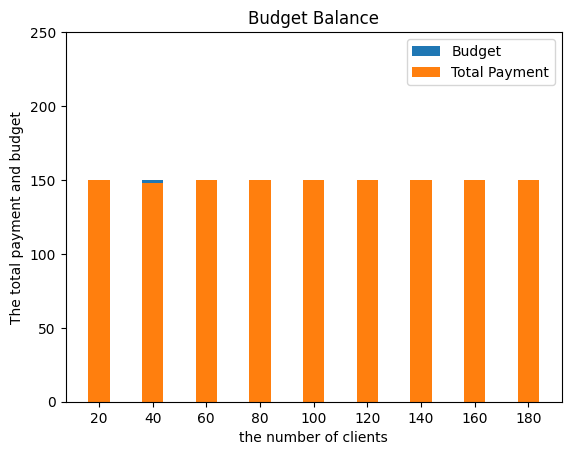 Budget Balance
Budget
Total Payment
The total payment and budget
250
200
150
100
50
0
20 40 60 80 100 120 140 160 180
the number of clients